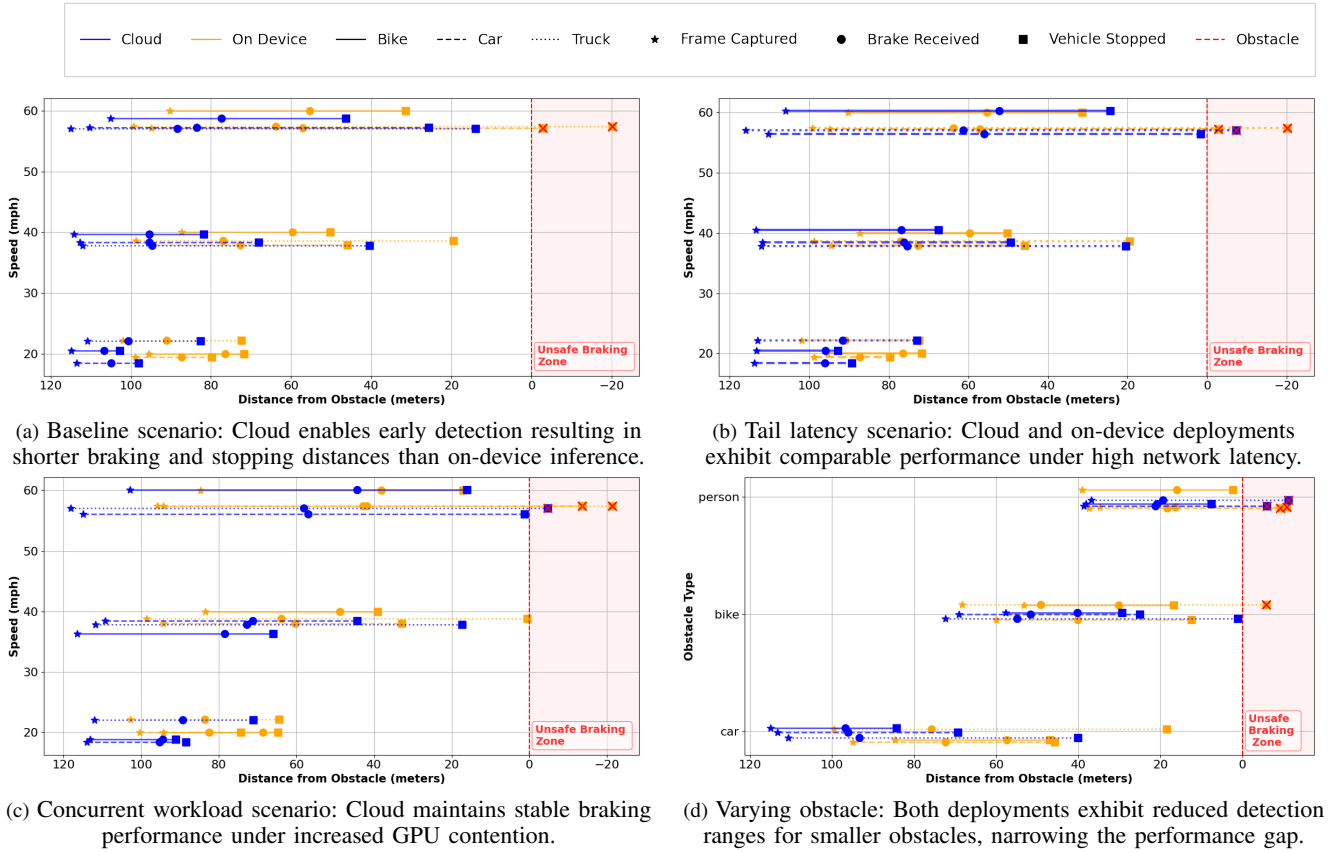 Cloud On Device Bike Car Truck Frame Captured Brake Received Vehicle Stopped Obstacle
60
50
40
30
20
Speed (mph)
120 100 80 60 40 20 0 −20
Distance from Obstacle (meters)
Unsafe Braking
Zone
(a) Baseline scenario: Cloud enables early detection resulting in
shorter braking and stopping distances than on-device inference.
60
50
40
30
20
Speed (mph)
120 100 80 60 40 20 0 −20
Distance from Obstacle (meters)
Unsafe Braking
Zone
(b) Tail latency scenario: Cloud and on-device deployments
exhibit comparable performance under high network latency.
60
50
40
30
20
Speed (mph)
120 100 80 60 40 20 0 −20
Distance from Obstacle (meters)
Unsafe Braking
Zone
(c) Concurrent workload scenario: Cloud maintains stable braking
performance under increased GPU contention.
person
bike
car
Obstacle Type
120 100 80 60 40 20 0
Distance from Obstacle (meters)
Unsafe
Braking
Zone
(d) Varying obstacle: Both deployments exhibit reduced detection
ranges for smaller obstacles, narrowing the performance gap.